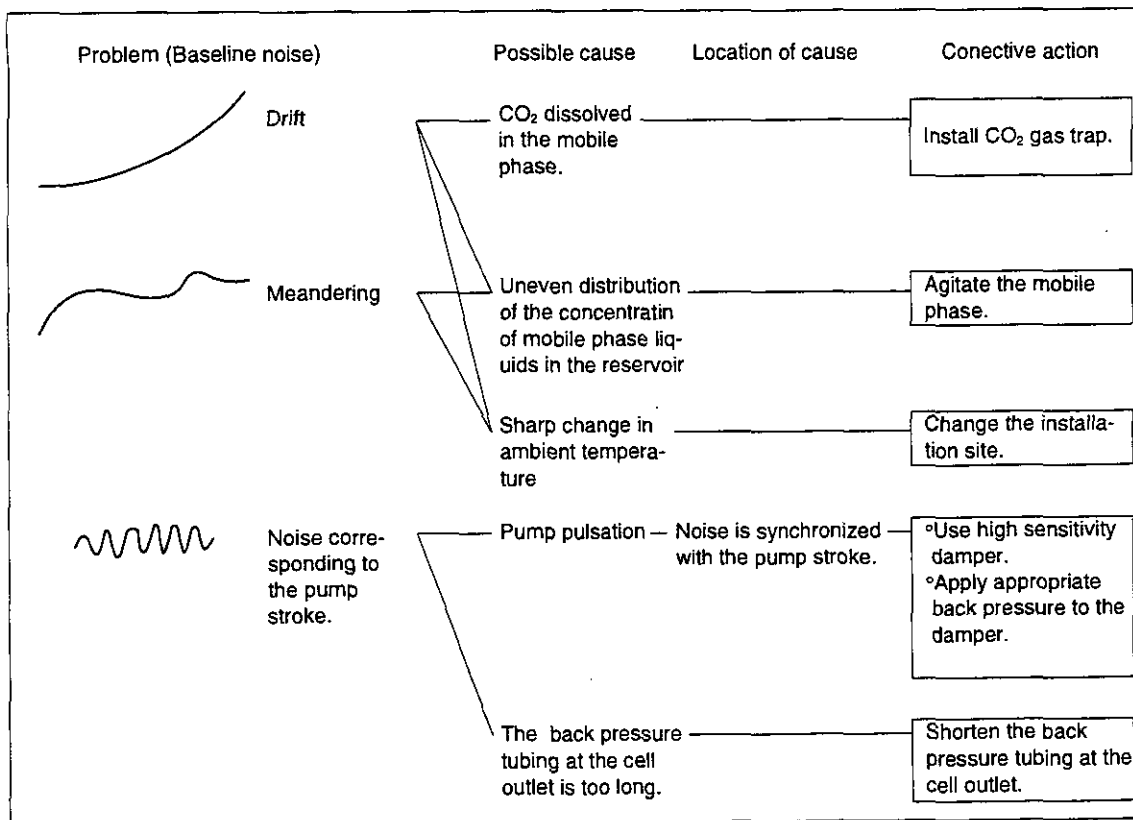 Problem (Baseline noise)
Possible cause
Location of cause
Conective action
Drift
CO₂ dissolved
in the mobile
phase.
Install CO₂ gas trap.
Meandering
Uneven distribution
of the concentratin
of mobile phase liq-
uids in the reservoir
Agitate the mobile
phase.
Sharp change in
ambient tempera-
ture
Change the installa-
tion site.
Noise corre-
sponding to
the pump
stroke.
Pump pulsation
Noise is synchronized
with the pump stroke.
°Use high sensitivity
damper.
°Apply appropriate
back pressure to the
damper.
The back pressure
tubing at the cell
outlet is too long.
Shorten the back
pressure tubing at the
cell outlet.